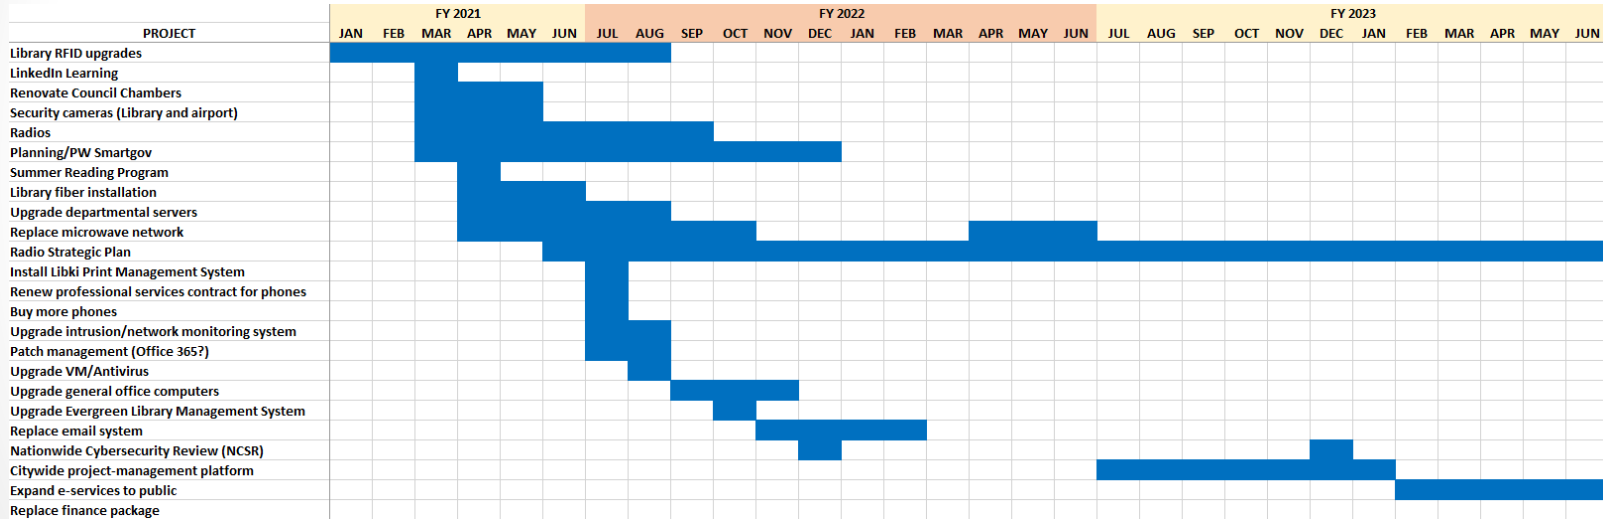 FY 2021 FY 2022 FY 2023
PROJECT JAN FEB MAR APR MAY JUN JUL AUG SEP OCT NOV DEC JAN FEB MAR APR MAY JUN JUL AUG SEP OCT NOV DEC JAN FEB MAR APR MAY JUN
Library RFID upgrades
LinkedIn Learning
Renovate Council Chambers
Security cameras (Library and airport)
Radios
Planning/PW Smartgov
Summer Reading Program
Library fiber installation
Upgrade departmental servers
Replace microwave network
Radio Strategic Plan
Install Libki Print Management System
Renew professional services contract for phones
Buy more phones
Upgrade intrusion/network monitoring system
Patch management (Office 365?)
Upgrade VM/Antivirus
Upgrade general office computers
Upgrade Evergreen Library Management System
Replace email system
Nationwide Cybersecurity Review (NCSR)
Citywide project-management platform
Expand e-services to public
Replace finance package